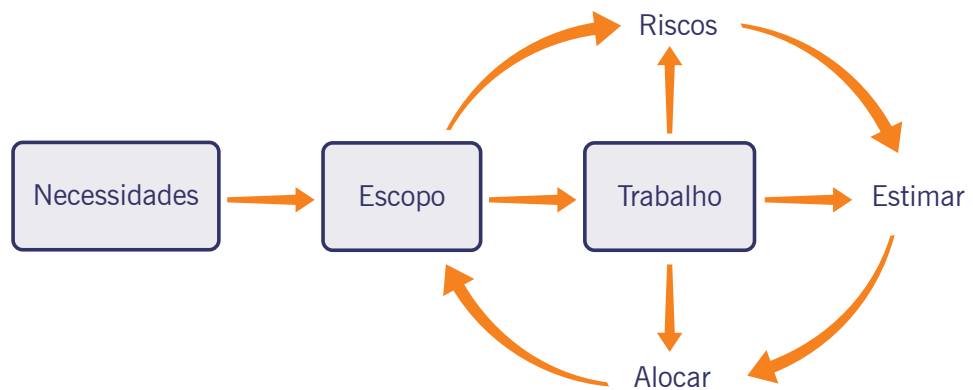 Riscos
Necessidades
Escopo
Trabalho
Estimar
Alocar